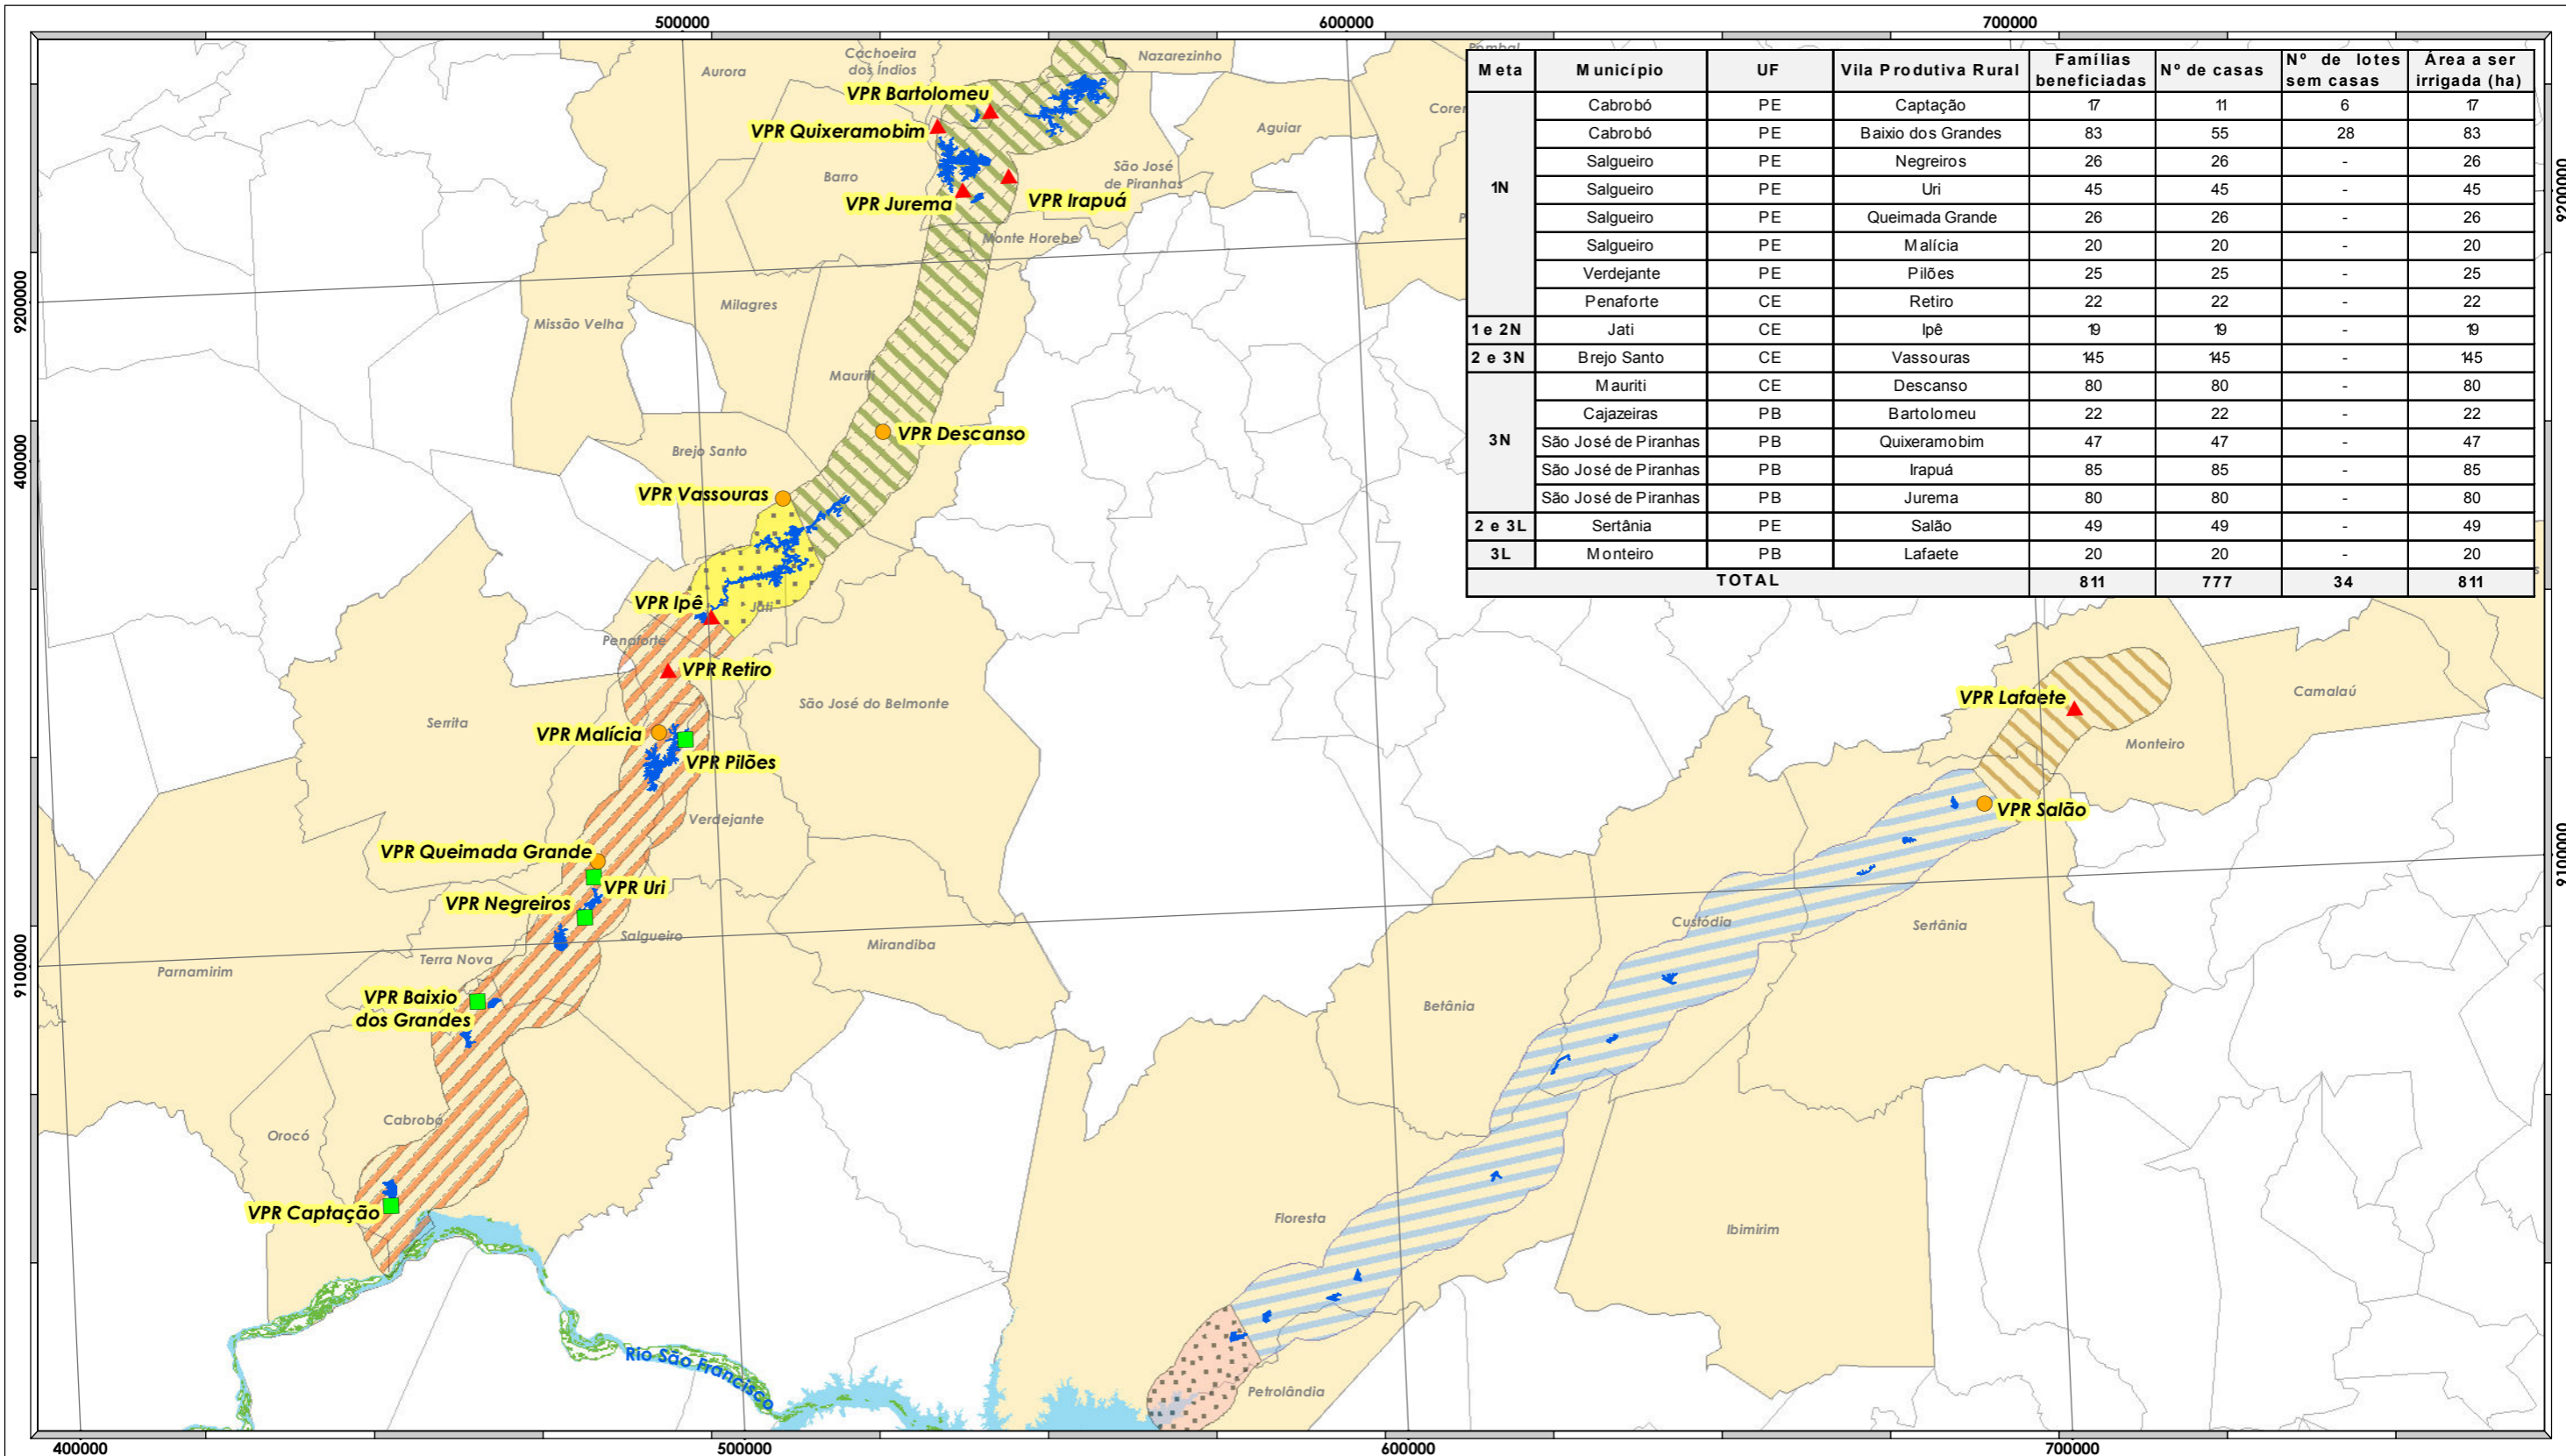 500000 600000 700000
Cachoeira
dos Índios
Nazarezinho
Aurora
VPR Bartolomeu
VPR Quixeramobim
Aguiar
Barro
São José
de Piranhas
VPR Jurema
VPR Irapuá
Monte Horebe
Milagres
Missão Velha
Mauriti
VPR Descanso
Brejo Santo
VPR Vassouras
VPR Ipê
Jati
Penaforte
VPR Retiro
São José do Belmonte
Serrita
VPR Malícia
VPR Pilões
Verdejante
VPR Queimada Grande
VPR Uri
VPR Negreiros
Salgueiro
Mirandiba
Terra Nova
Parnamirim
VPR Baixio
dos Grandes
Cabrobó
Orocó
VPR Captação
Rio São Francisco
Meta Município UF Vila Produtiva Rural Famílias beneficiadas Nº de casas Nº de lotes sem casas Área a ser irrigada (ha)
1N Cabrobó PE Captação 17 11 6 17
Cabrobó PE Baixio dos Grandes 83 55 28 83
Salgueiro PE Negreiros 26 26 - 26
Salgueiro PE Uri 45 45 - 45
Salgueiro PE Queimada Grande 26 26 - 26
Salgueiro PE Malícia 20 20 - 20
Verdejante PE Pilões 25 25 - 25
Penaforte CE Retiro 22 22 - 22
1 e 2N Jati CE Ipê 19 19 - 19
2 e 3N Brejo Santo CE Vassouras 145 145 - 145
3N Mauriti CE Descanso 80 80 - 80
Cajazeiras PB Bartolomeu 22 22 - 22
São José de Piranhas PB Quixeramobim 47 47 - 47
São José de Piranhas PB Irapuá 85 85 - 85
São José de Piranhas PB Jurema 80 80 - 80
2 e 3L Sertânia PE Salão 49 49 - 49
3L Monteiro PB Lafaete 20 20 - 20
TOTAL 811 777 34 811
VPR Lafaete
Camalaú
Monteiro
VPR Salão
Custódia
Sertânia
Betânia
Floresta
Ibimirim
Petrolândia
9200000
400000
9100000
9200000
9100000
400000 500000 600000 700000